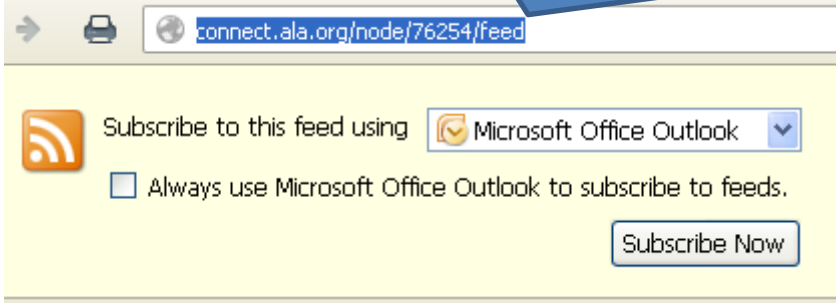 connect.ala.org/node/76254/feed
Subscribe to this feed using Microsoft Office Outlook
Always use Microsoft Office Outlook to subscribe to feeds.
Subscribe Now